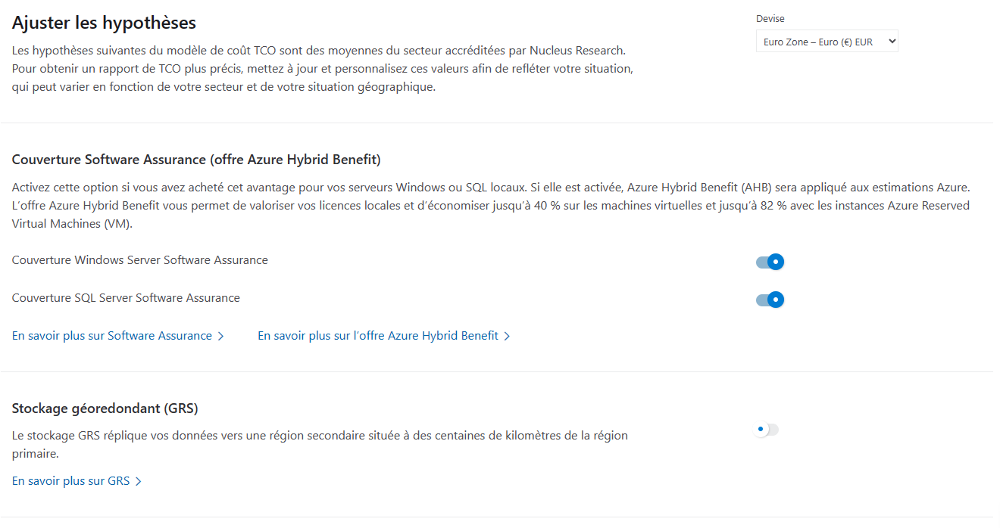 Ajuster les hypothèses
Devise
Euro Zone – Euro (€) EUR
Les hypothèses suivantes du modèle de coût TCO sont des moyennes du secteur accréditées par Nucleus Research.
Pour obtenir un rapport de TCO plus précis, mettez à jour et personnalisez ces valeurs afin de refléter votre situation,
qui peut varier en fonction de votre secteur et de votre situation géographique.
Couverture Software Assurance (offre Azure Hybrid Benefit)
Activez cette option si vous avez acheté cet avantage pour vos serveurs Windows ou SQL locaux. Si elle est activée, Azure Hybrid Benefit (AHB) sera appliqué aux estimations Azure.
L’offre Azure Hybrid Benefit vous permet de valoriser vos licences locales et d’économiser jusqu’à 40 % sur les machines virtuelles et jusqu’à 82 % avec les instances Azure Reserved
Virtual Machines (VM).
Couverture Windows Server Software Assurance
Couverture SQL Server Software Assurance
En savoir plus sur Software Assurance
En savoir plus sur l’offre Azure Hybrid Benefit
Stockage géoredondant (GRS)
Le stockage GRS réplique vos données vers une région secondaire située à des centaines de kilomètres de la région
primaire.
En savoir plus sur GRS